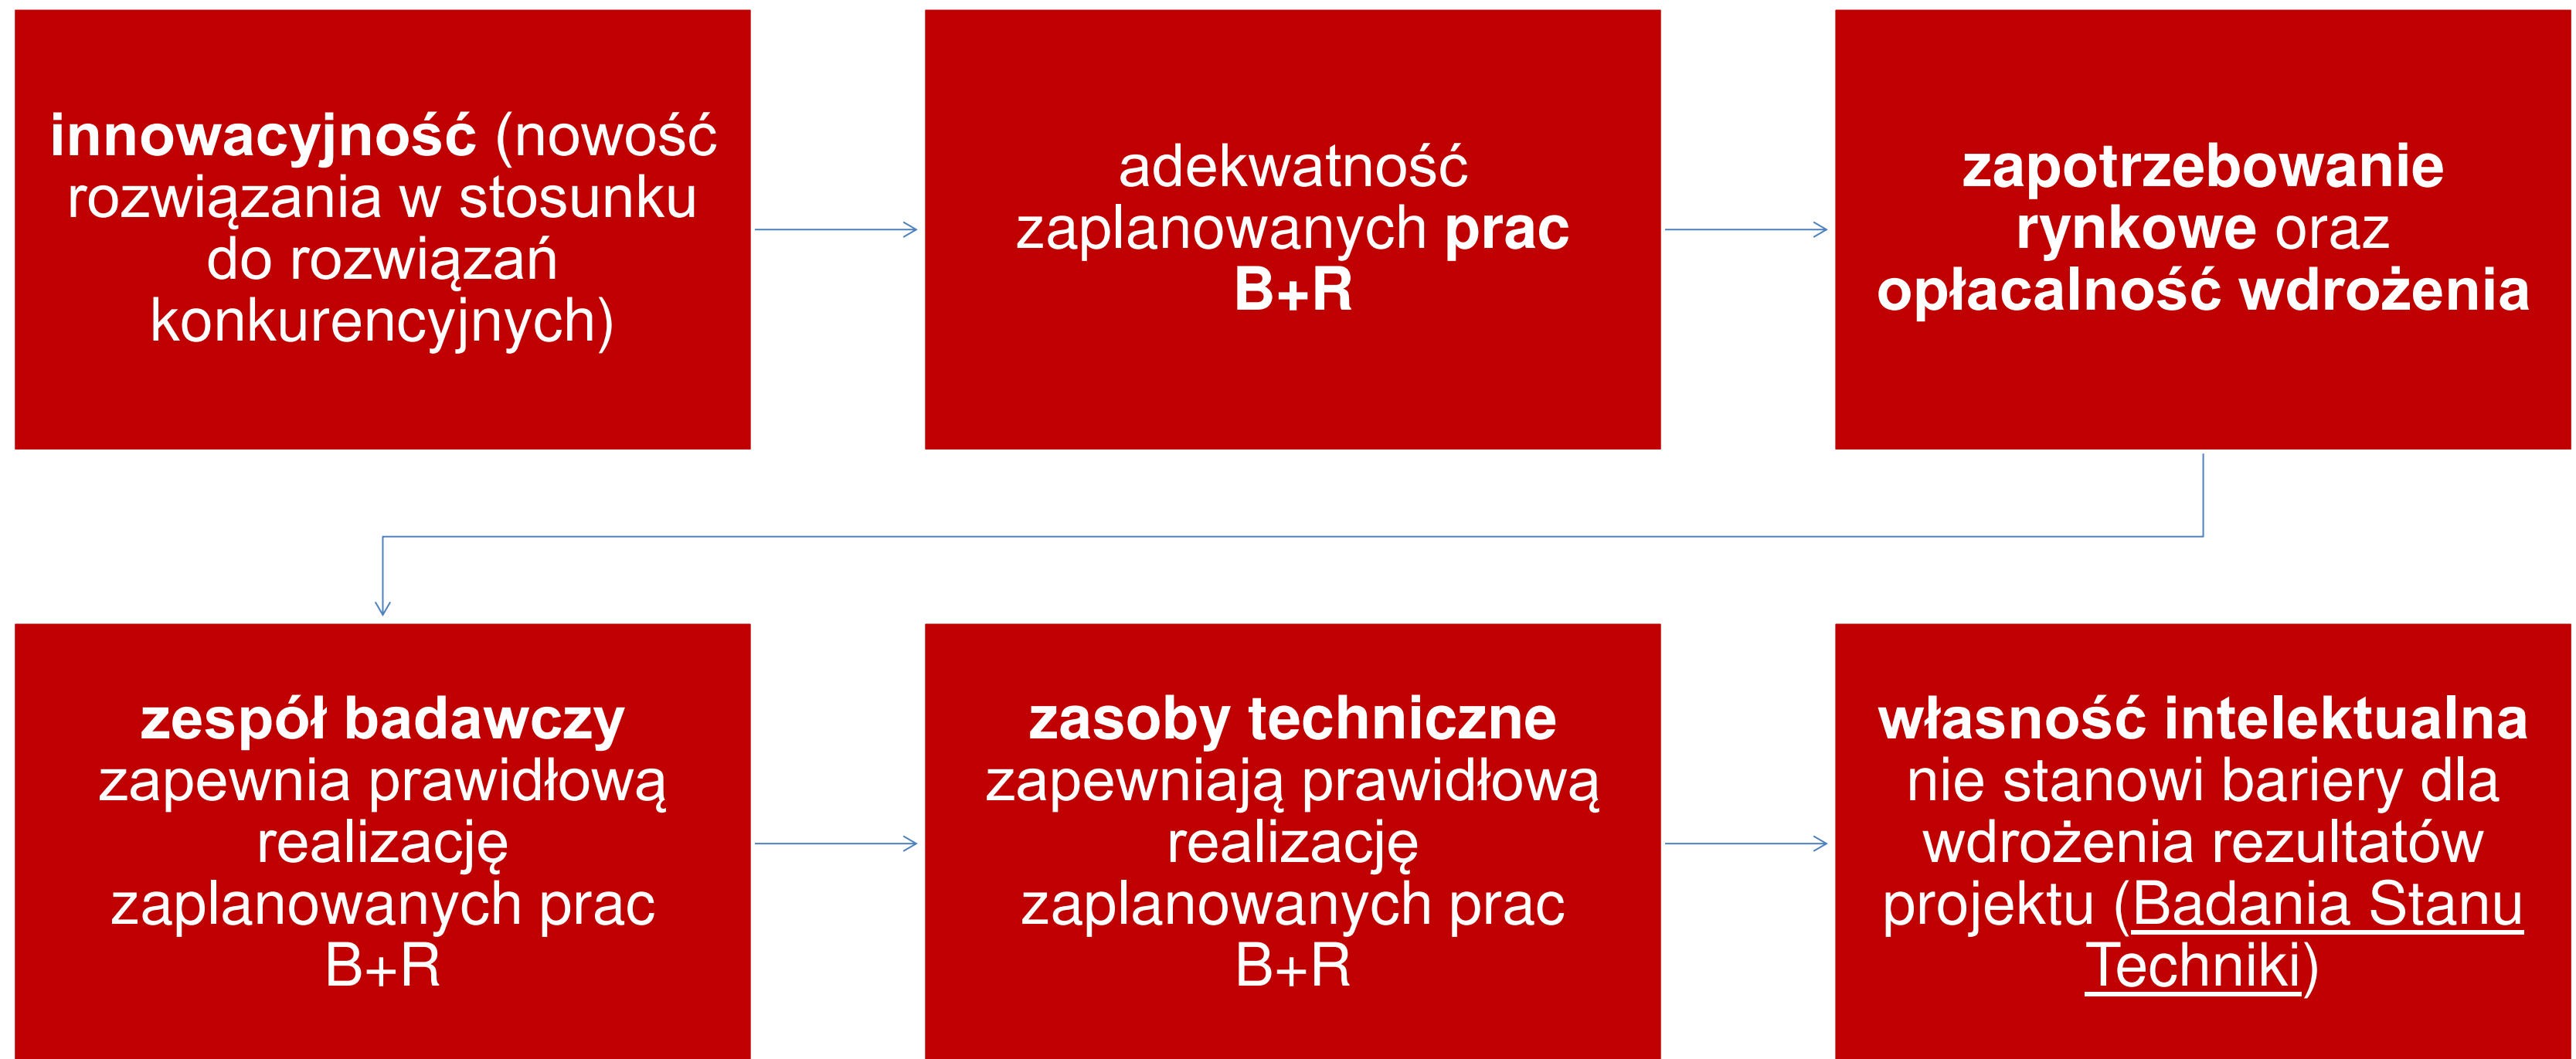 innowacyjność (nowość
rozwiązania w stosunku
do rozwiązań
konkurencyjnych)
adekwatność
zaplanowanych prac
B+R
zapotrzebowanie
rynkowe oraz
opłacalność wdrożenia
zespół badawczy
zapewnia prawidłową
realizację
zaplanowanych prac
B+R
zasoby techniczne
zapewniają prawidłową
realizację
zaplanowanych prac
B+R
własność intelektualna
nie stanowi bariery dla
wdrożenia rezultatów
projektu (Badania Stanu
Techniki)